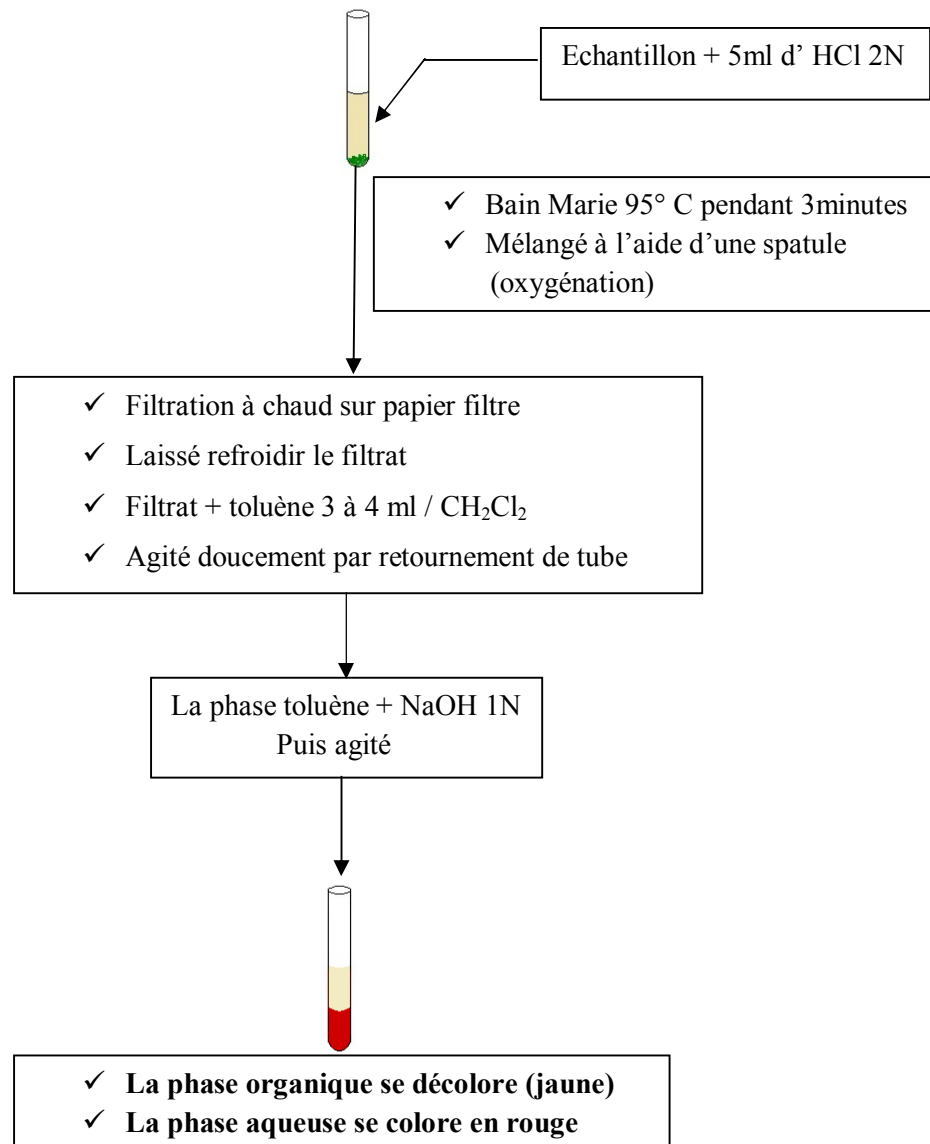 Echantillon + 5ml d’ HCl 2N
✓ Bain Marie 95° C pendant 3minutes
✓ Mélangé à l’aide d’une spatule
(oxygénation)
✓ Filtration à chaud sur papier filtre
✓ Laissé refroidir le filtrat
✓ Filtrat + toluène 3 à 4 ml / CH₂Cl₂
✓ Agité doucement par retournement de tube
La phase toluène + NaOH 1N
Puis agité
✓ La phase organique se décolore (jaune)
✓ La phase aqueuse se colore en rouge